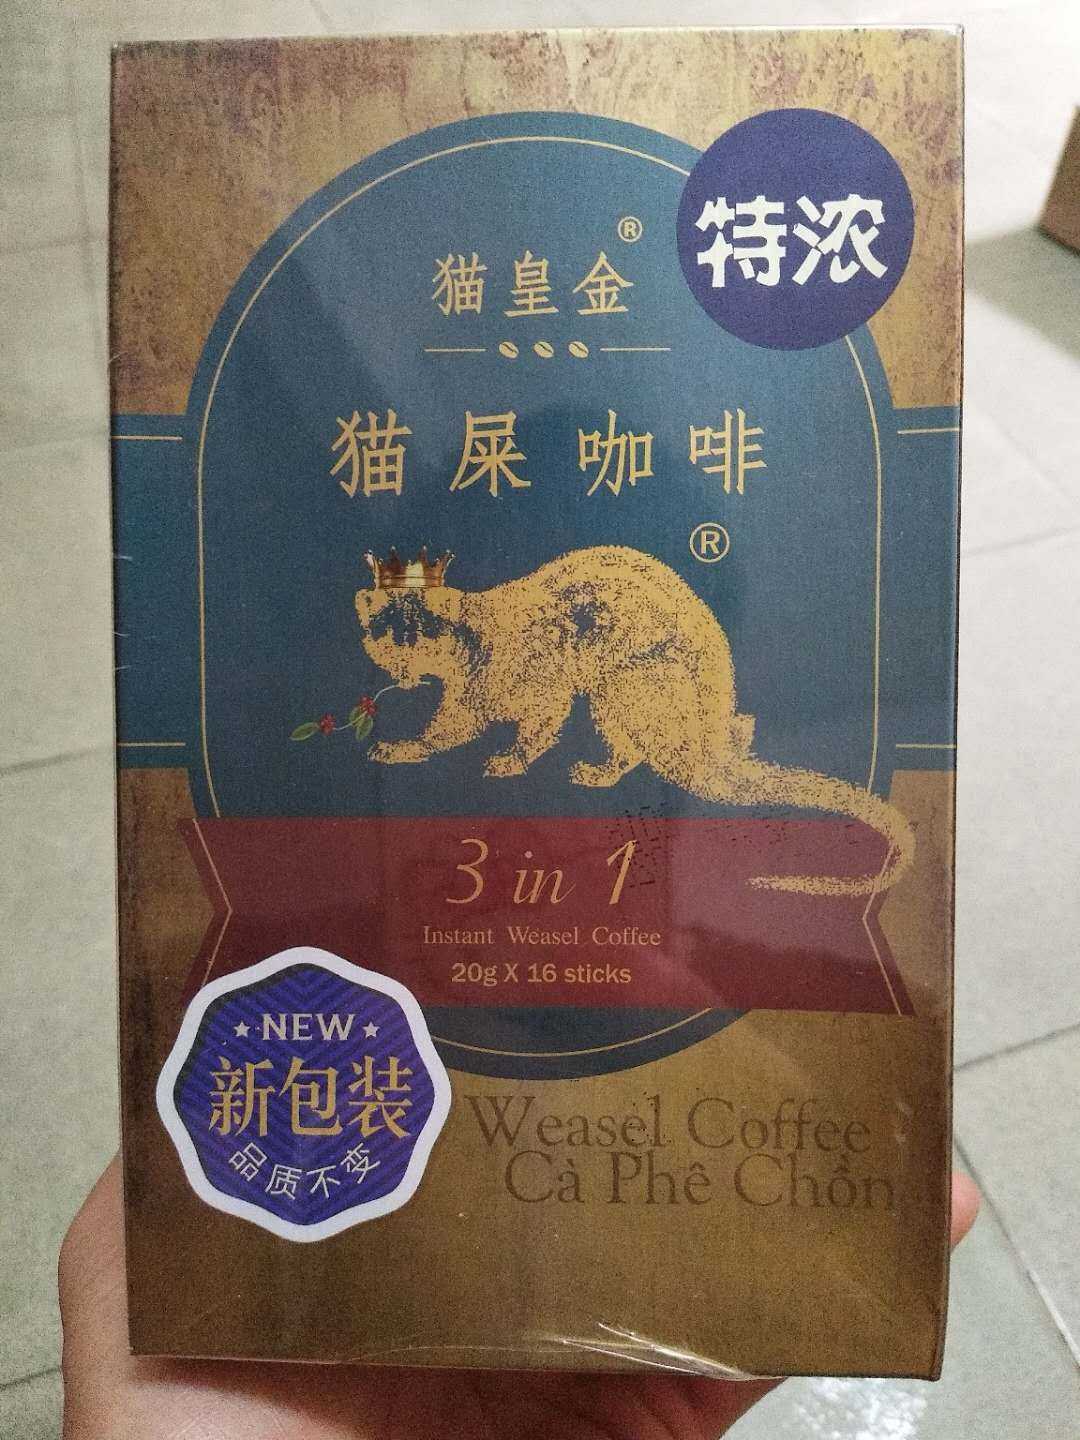 特浓
猫皇金®
猫屎咖啡
®
3 in 1
Instant Weasel Coffee
20g X 16 sticks
NEW
新包装
品质不变
Weasel Coffee
Cà Phê Chồn